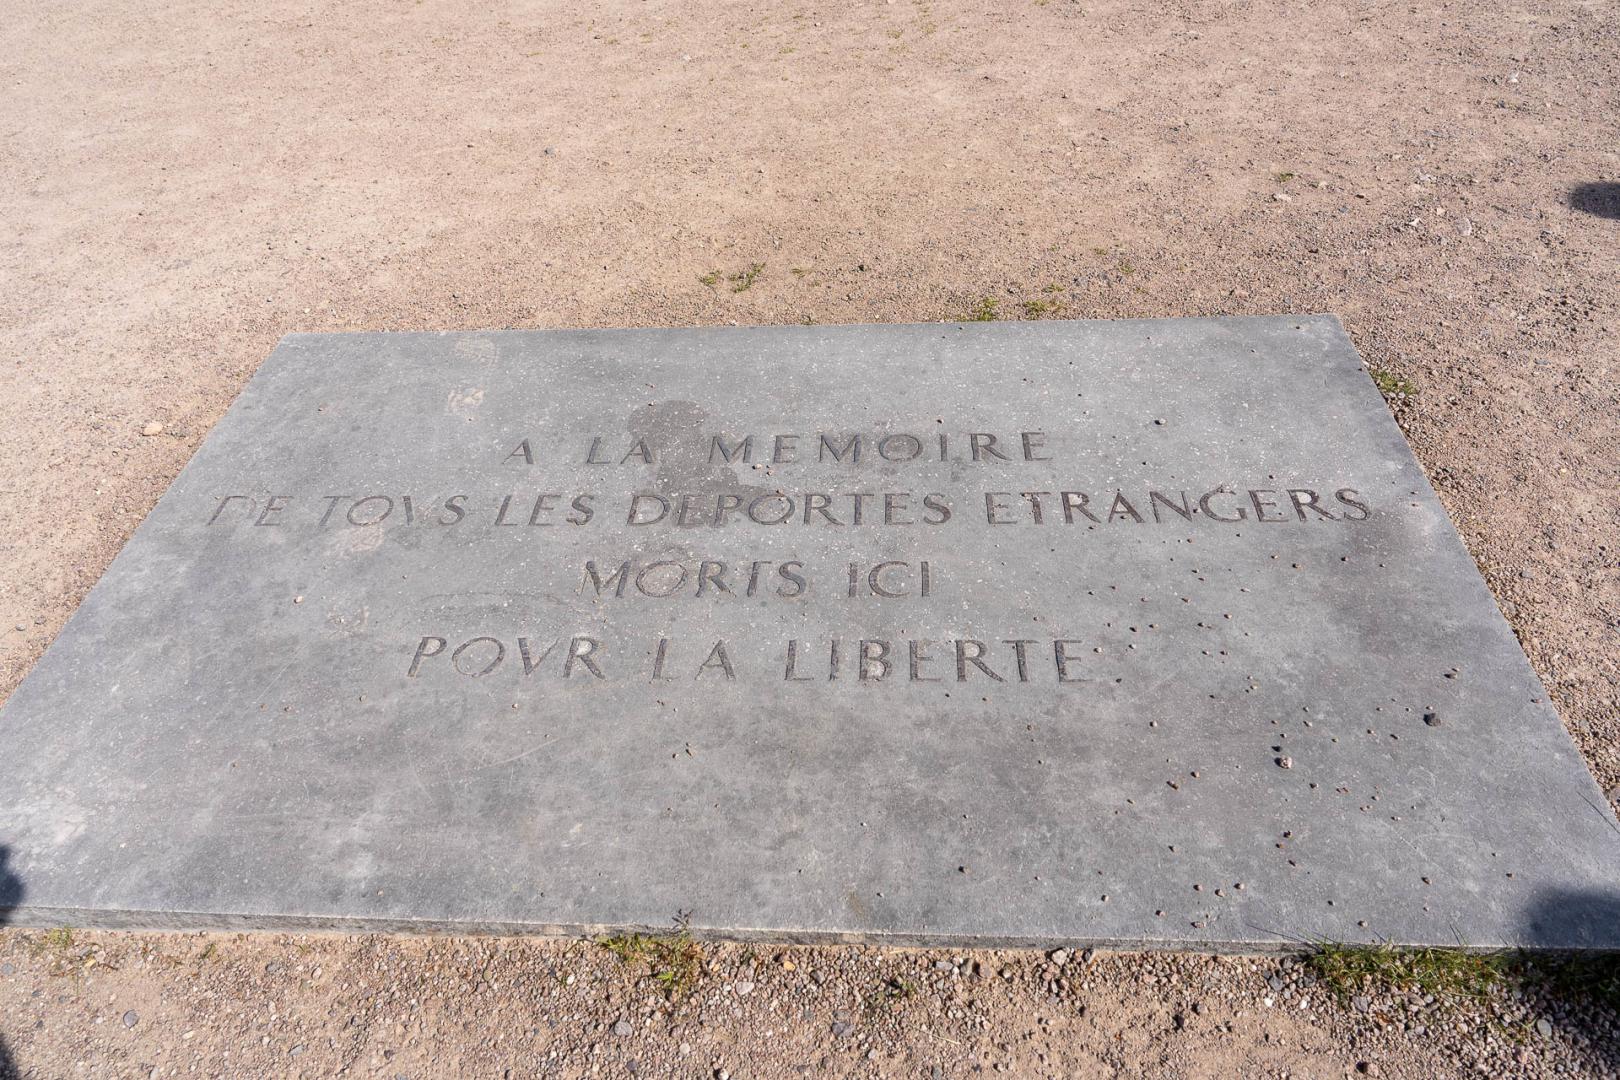 A LA MEMOIRE
DE TOVS LES DEPORTES ETRANGERS
MORTS ICI
POVR LA LIBERTE